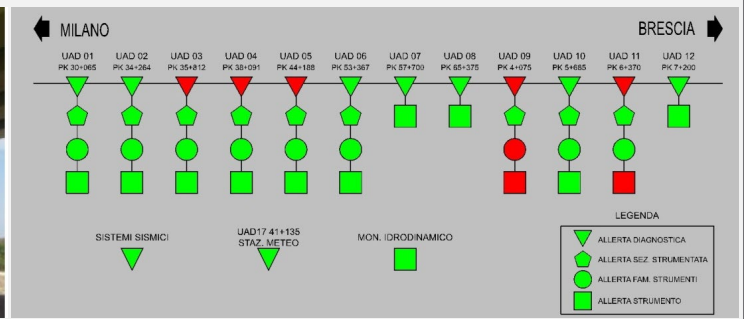 MILANO BRESCIA
UAD 01 UAD 02 UAD 03 UAD 04 UAD 05 UAD 06 UAD 07 UAD 08 UAD 09 UAD 10 UAD 11 UAD 12
PK 30+065 PK 34+264 PK 35+812 PK 38+091 PK 44+188 PK 53+367 PK 57+700 PK 65+375 PK 4+075 PK 5+685 PK 6+370 PK 7+200
LEGENDA
SISTEMI SISMICI
UAD17 41+135
STAZ. METEO
MON. IDRODINAMICO
ALLERTA DIAGNOSTICA
ALLERTA SEZ. STRUMENTATA
ALLERTA FAM. STRUMENTI
ALLERTA STRUMENTO